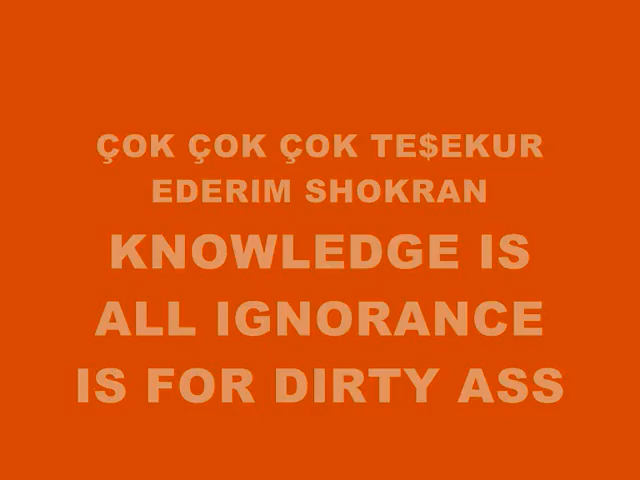 ÇOK ÇOK ÇOK TE$EKUR
EDERIM SHOKRAN
KNOWLEDGE IS
ALL IGNORANCE
IS FOR DIRTY ASS